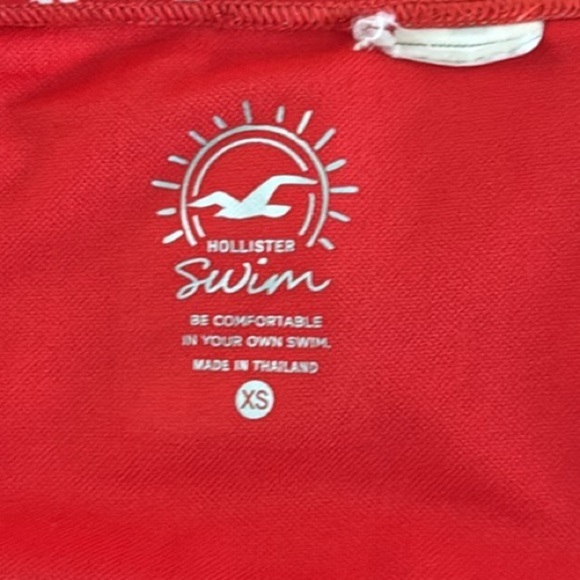 HOLLISTER
Swim
BE COMFORTABLE
IN YOUR OWN SWIM.
MADE IN THAILAND
XS